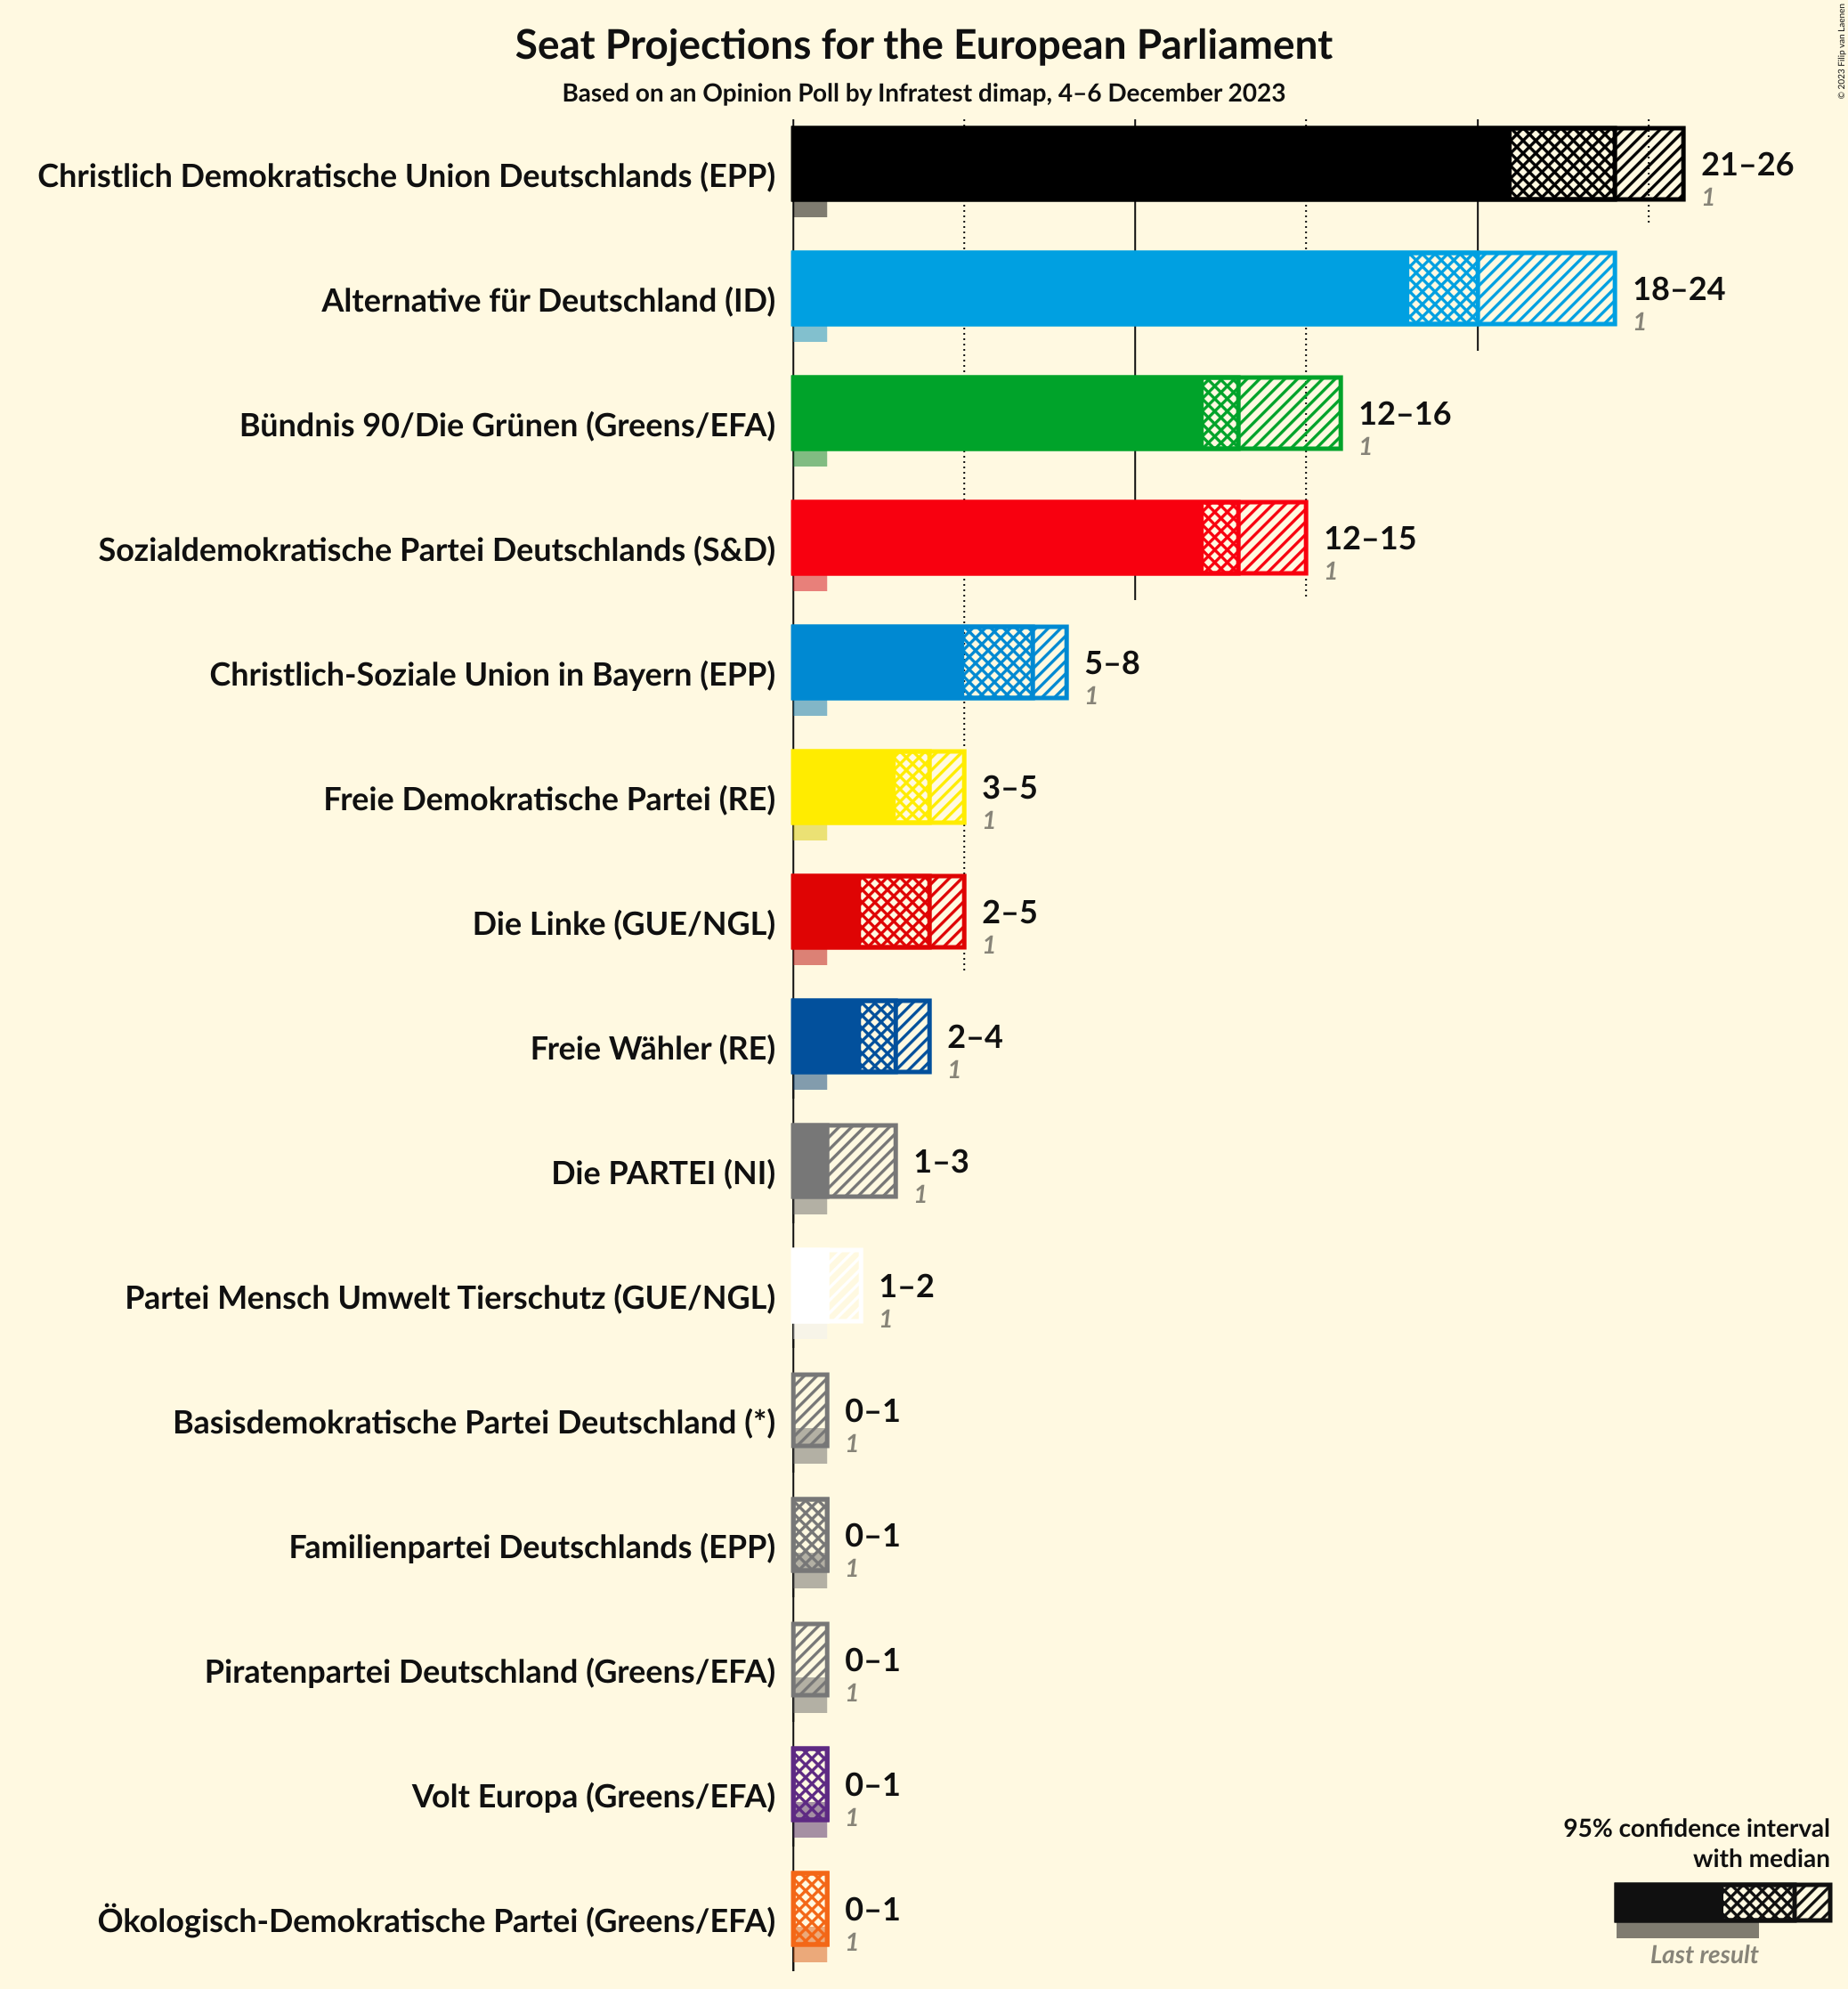 Seat Projections for the European Parliament
Based on an Opinion Poll by Infratest dimap, 4–6 December 2023
© 2023 Filip van Laenen
Christlich Demokratische Union Deutschlands (EPP)
21–26
1
Alternative für Deutschland (ID)
18–24
1
Bündnis 90/Die Grünen (Greens/EFA)
12–16
1
Sozialdemokratische Partei Deutschlands (S&D)
12–15
1
Christlich-Soziale Union in Bayern (EPP)
5–8
1
Freie Demokratische Partei (RE)
3–5
1
Die Linke (GUE/NGL)
2–5
1
Freie Wähler (RE)
2–4
1
Die PARTEI (NI)
1–3
1
Partei Mensch Umwelt Tierschutz (GUE/NGL)
1–2
1
Basisdemokratische Partei Deutschland (*)
0–1
1
Familienpartei Deutschlands (EPP)
0–1
1
Piratenpartei Deutschland (Greens/EFA)
0–1
1
Volt Europa (Greens/EFA)
0–1
1
Ökologisch-Demokratische Partei (Greens/EFA)
0–1
1
95% confidence interval
with median
Last result